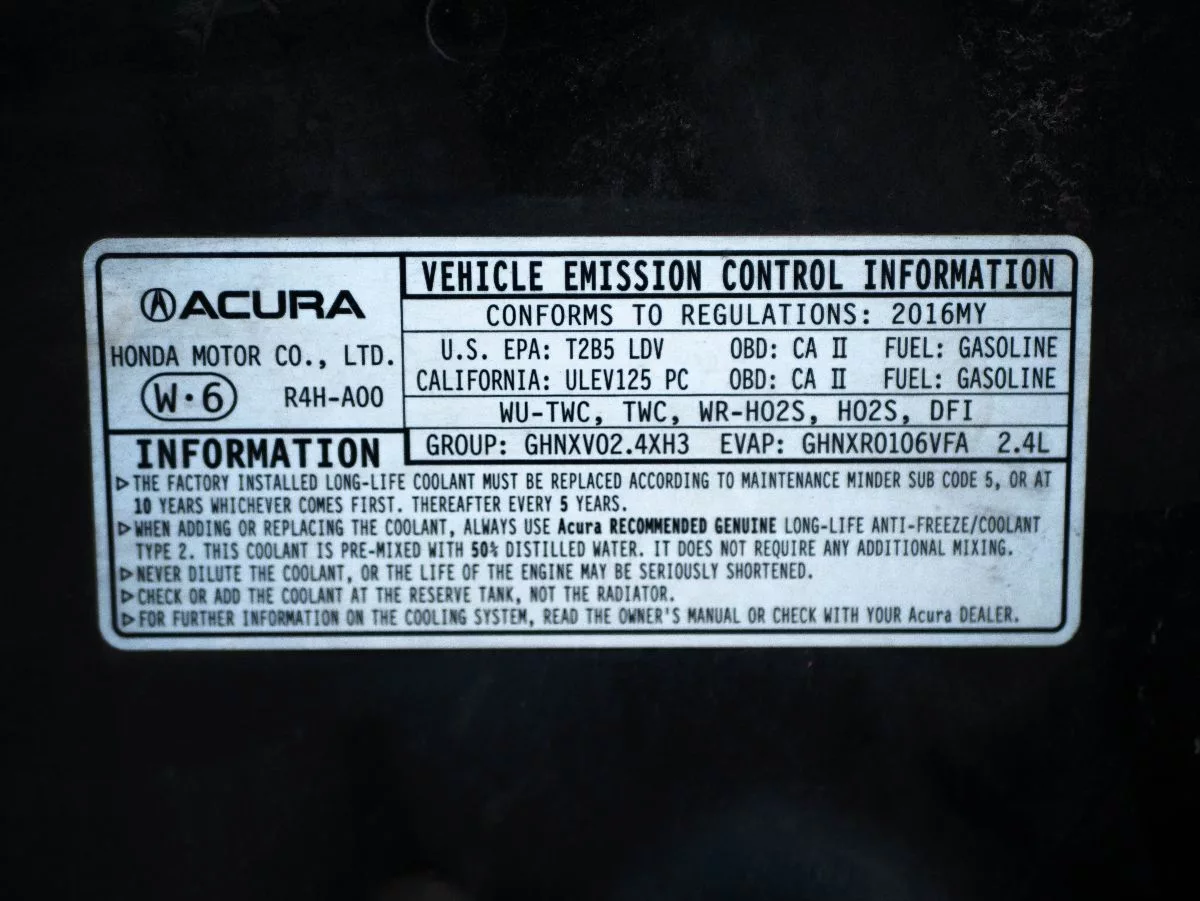 ACURA
HONDA MOTOR CO., LTD.
W·6 R4H-A00
VEHICLE EMISSION CONTROL INFORMATION
CONFORMS TO REGULATIONS: 2016MY
U.S. EPA: T2B5 LDV OBD: CA II FUEL: GASOLINE
CALIFORNIA: ULEV125 PC OBD: CA II FUEL: GASOLINE
WU-TWC, TWC, WR-HO2S, HO2S, DFI
GROUP: GHNXV02.4XH3 EVAP: GHNXR0106VFA 2.4L
INFORMATION
▷THE FACTORY INSTALLED LONG-LIFE COOLANT MUST BE REPLACED ACCORDING TO MAINTENANCE MINDER SUB CODE 5, OR AT
10 YEARS WHICHEVER COMES FIRST. THEREAFTER EVERY 5 YEARS.
▷WHEN ADDING OR REPLACING THE COOLANT, ALWAYS USE Acura RECOMMENDED GENUINE LONG-LIFE ANTI-FREEZE/COOLANT
TYPE 2. THIS COOLANT IS PRE-MIXED WITH 50% DISTILLED WATER. IT DOES NOT REQUIRE ANY ADDITIONAL MIXING.
▷NEVER DILUTE THE COOLANT, OR THE LIFE OF THE ENGINE MAY BE SERIOUSLY SHORTENED.
▷CHECK OR ADD THE COOLANT AT THE RESERVE TANK, NOT THE RADIATOR.
▷FOR FURTHER INFORMATION ON THE COOLING SYSTEM, READ THE OWNER'S MANUAL OR CHECK WITH YOUR Acura DEALER.